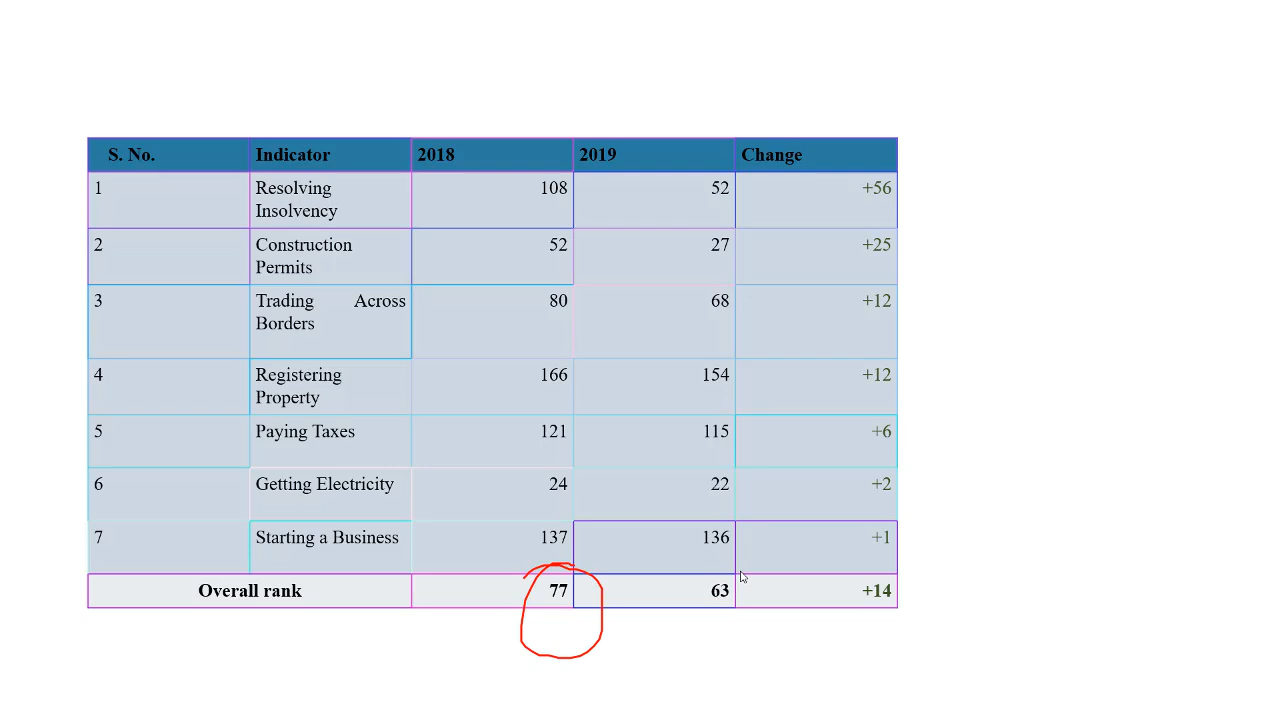 S. No. Indicator 2018 2019 Change
1 Resolving 108 52 +56
Insolvency
2 Construction 52 27 +25
Permits
3 Trading Across 80 68 +12
Borders
4 Registering 166 154 +12
Property
5 Paying Taxes 121 115 +6
6 Getting Electricity 24 22 +2
7 Starting a Business 137 136 +1
Overall rank 77 63 +14